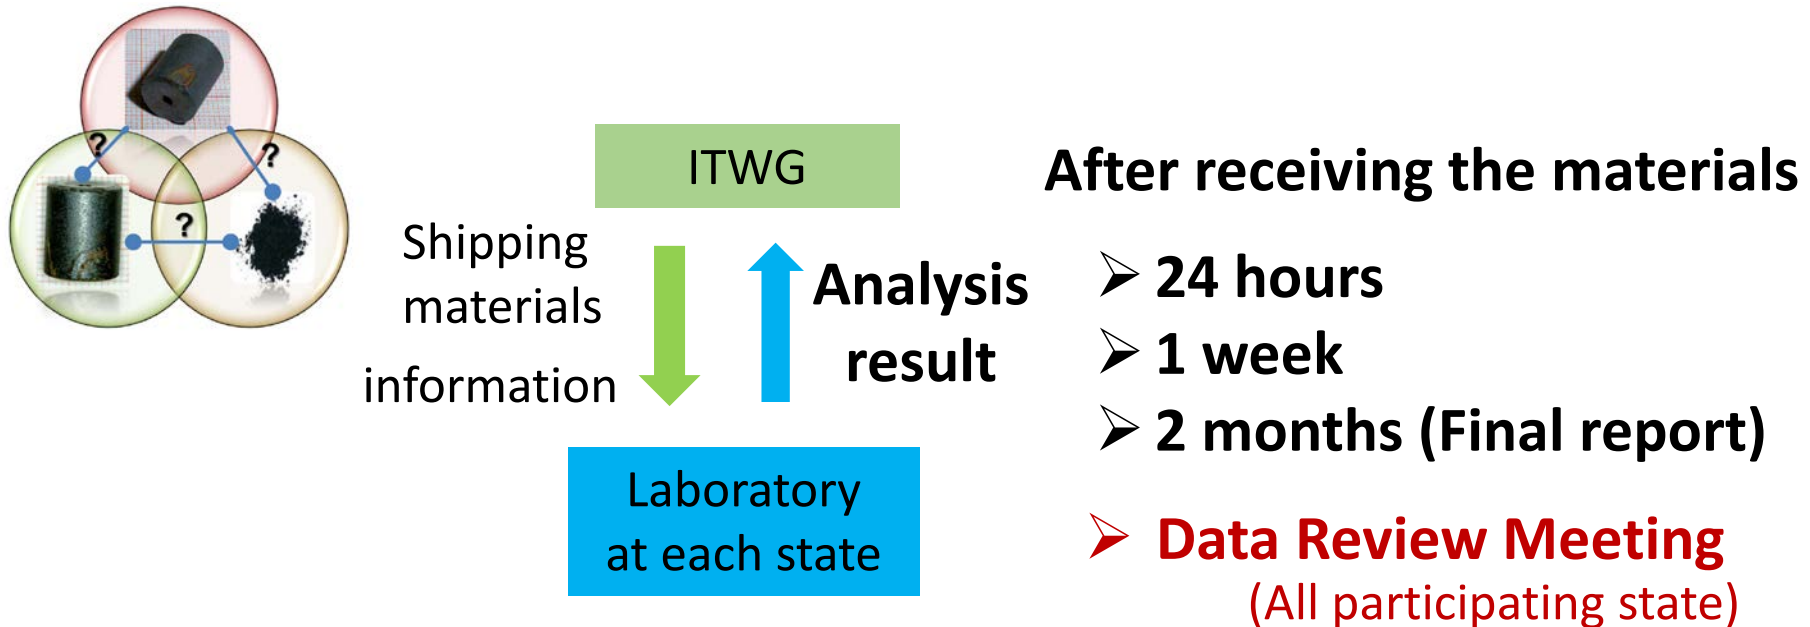 ?
?
?
ITWG
Shipping
materials
information
Analysis
result
Laboratory
at each state
After receiving the materials
➢ 24 hours
➢ 1 week
➢ 2 months (Final report)
➢ Data Review Meeting
(All participating state)